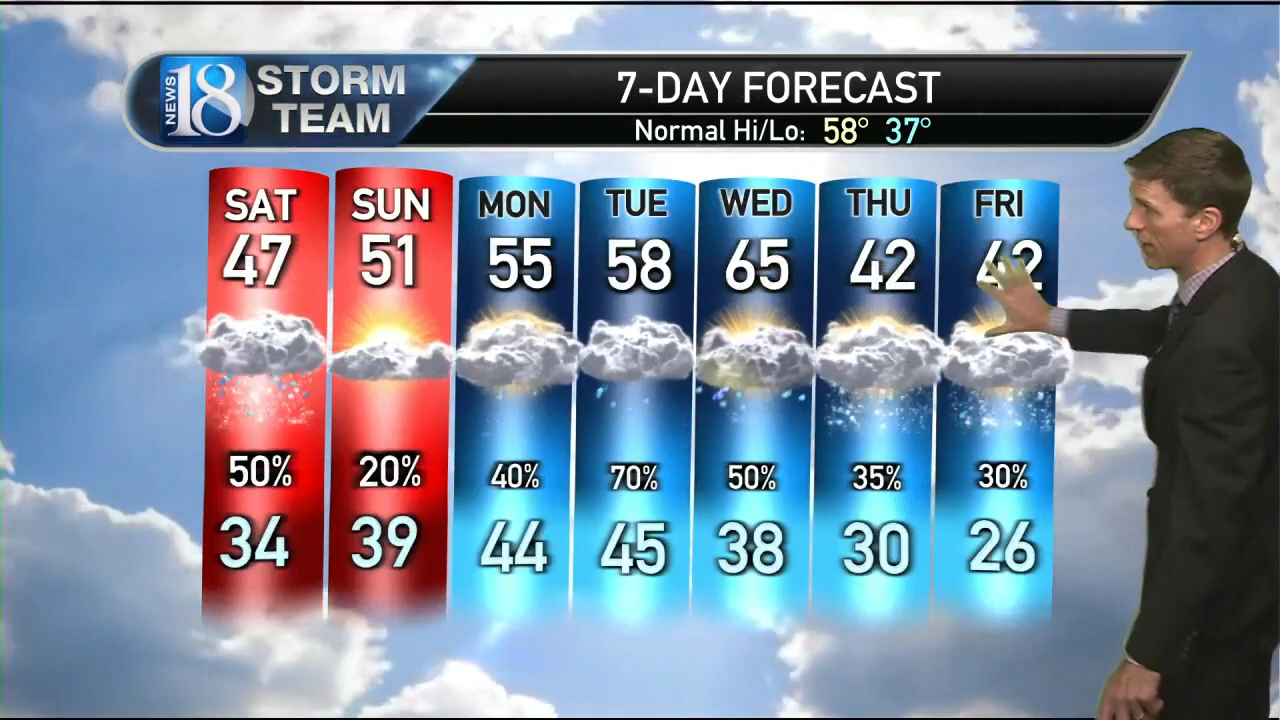 NEWS 18 STORM TEAM
7-DAY FORECAST
Normal Hi/Lo: 58° 37°
SAT SUN MON TUE WED THU FRI
47 51 55 58 65 42 42
50% 20% 40% 70% 50% 35% 30%
34 39 44 45 38 30 26